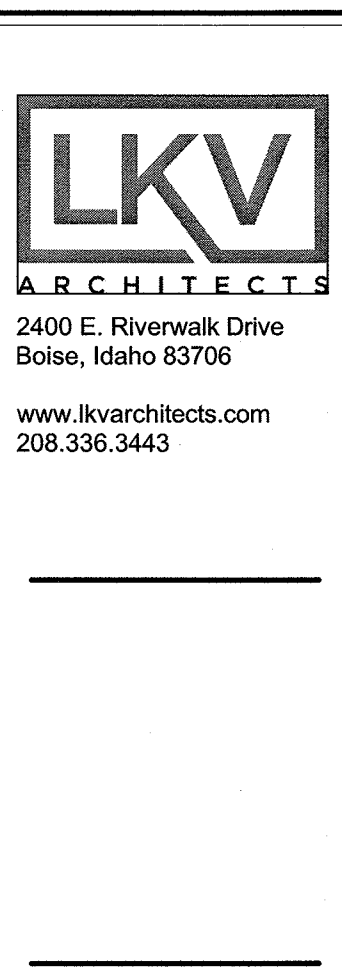 LKV
ARCHITECTS
2400 E. Riverwalk Drive
Boise, Idaho 83706
www.lkvarchitects.com
208.336.3443